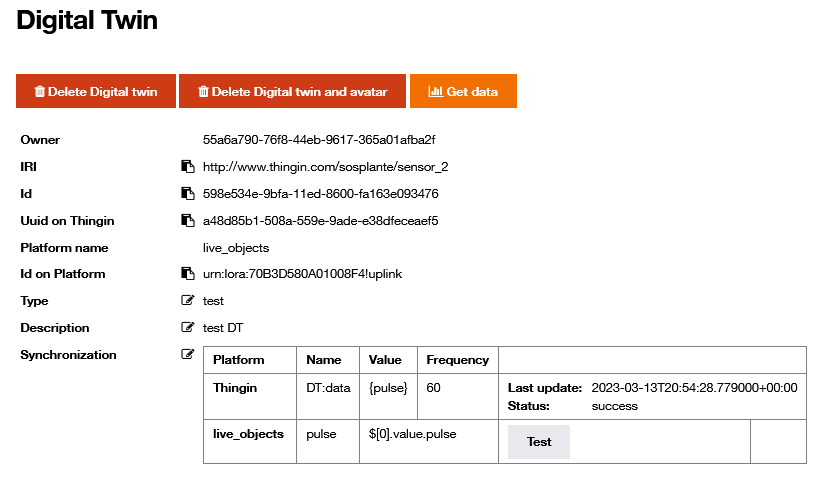 Digital Twin
Delete Digital twin Delete Digital twin and avatar Get data
Owner 55a6a790-76f8-44eb-9617-365a01afba2f
IRI http://www.thingin.com/sosplante/sensor_2
Id 598e534e-9bfa-11ed-8600-fa163e093476
Uuid on Thingin a48d85b1-508a-559e-9ade-e38dfeceaef5
Platform name live_objects
Id on Platform urn:lora:70B3D580A01008F4!uplink
Type test
Description test DT
Synchronization
Platform Name Value Frequency
Thingin DT:data {pulse} 60 Last update: 2023-03-13T20:54:28.779000+00:00
Status: success
live_objects pulse $[0].value.pulse Test